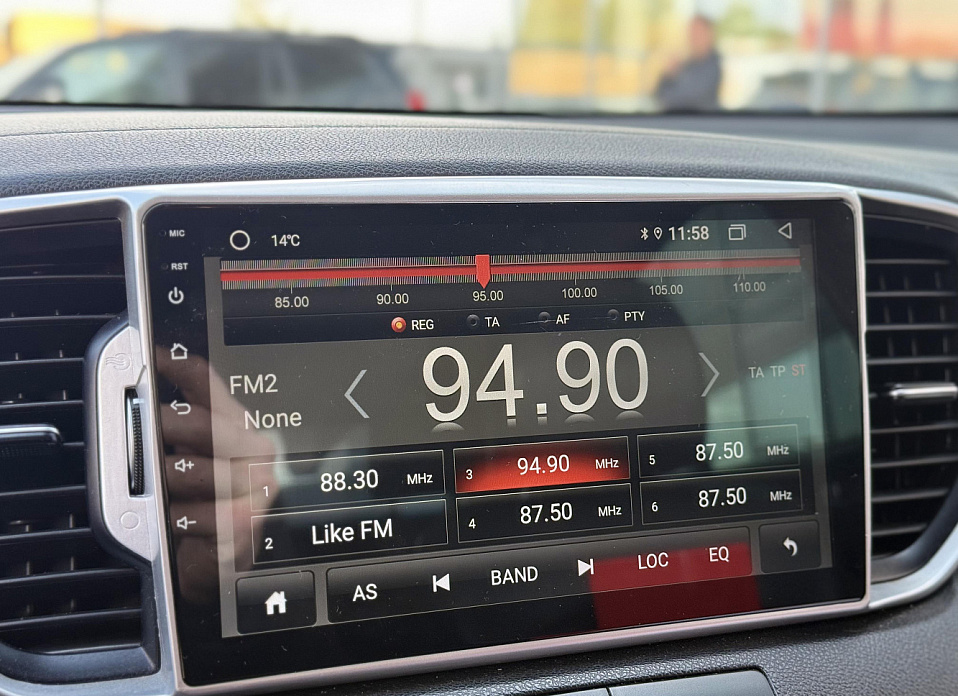 MIC
14°C 11:58
RST
85.00 90.00 95.00 100.00 105.00 110.00
REG TA AF PTY
FM2 94.90 TA TP ST
None
1 88.30 MHz 3 94.90 MHz 5 87.50 MHz
2 Like FM 4 87.50 MHz 6 87.50 MHz
AS BAND LOC EQ